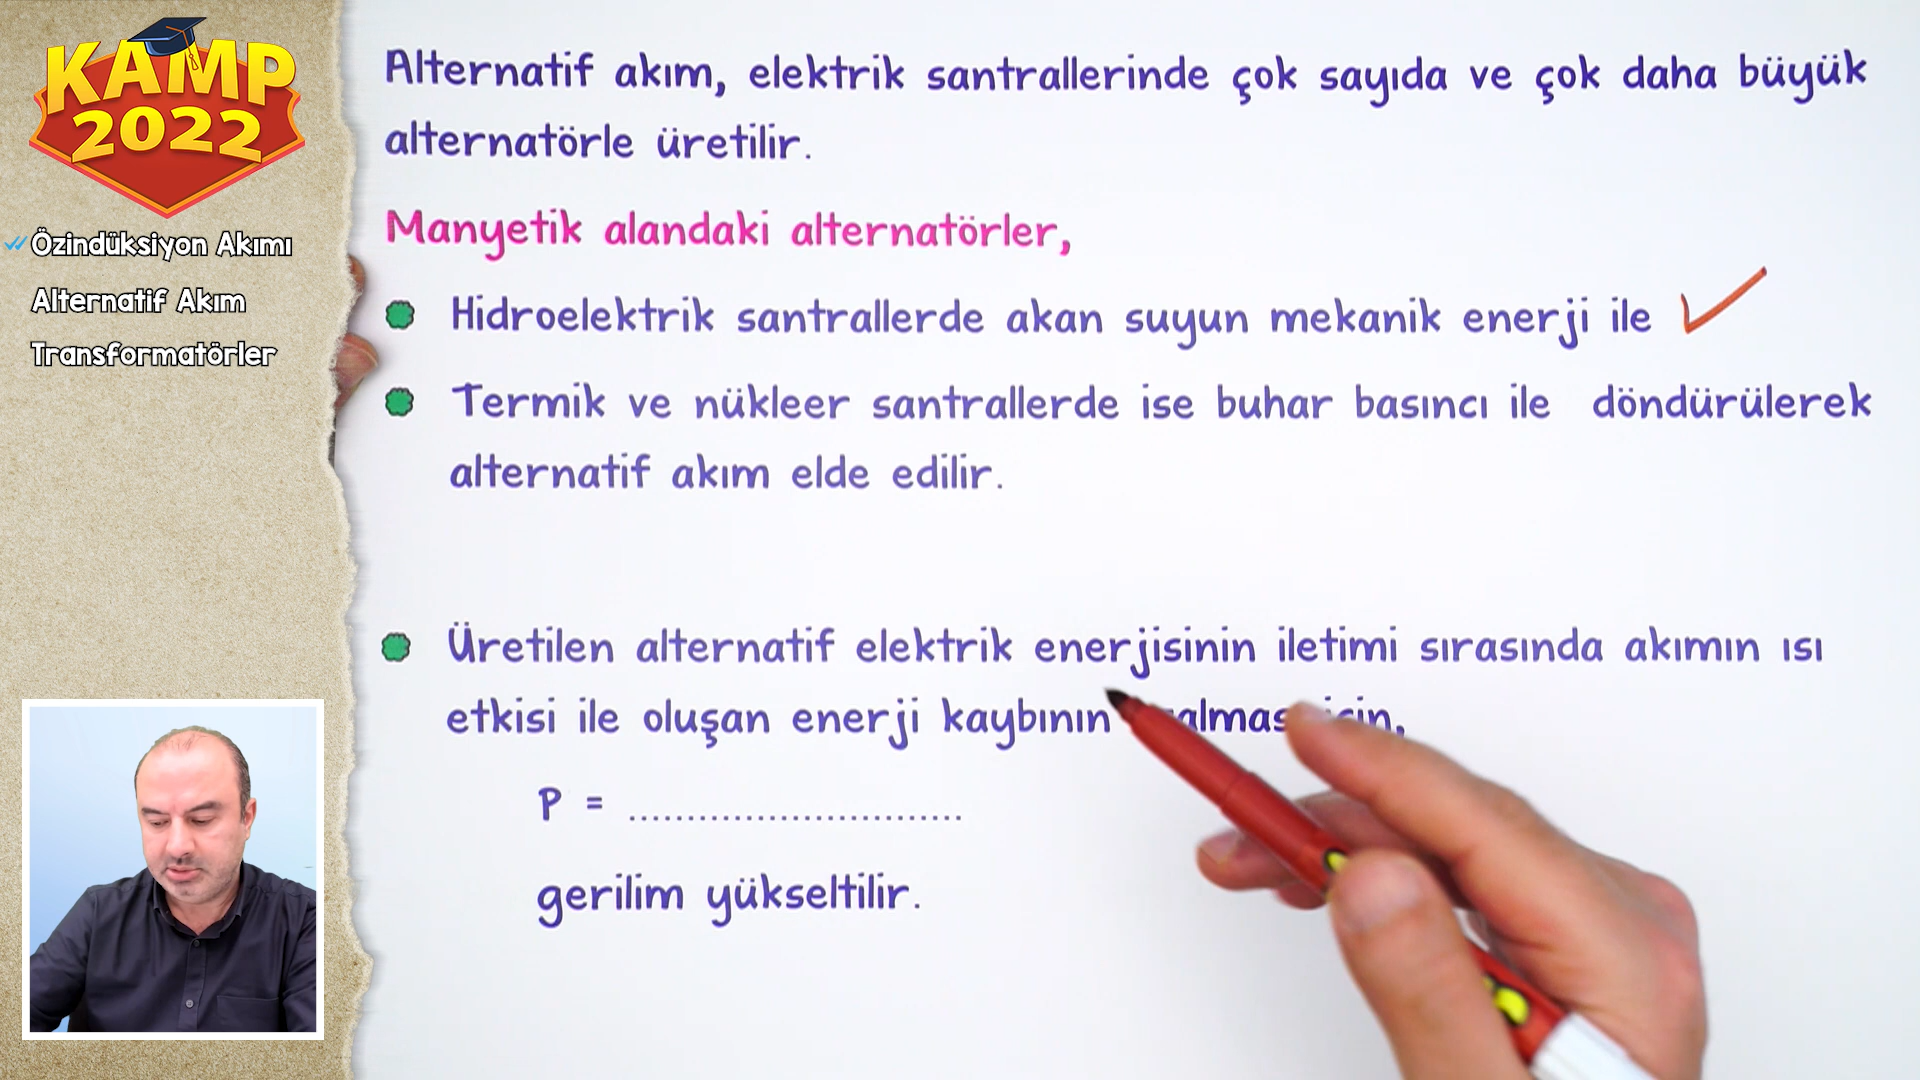 KAMP
2022
Özindüksiyon Akımı
Alternatif Akım
Transformatörler
Alternatif akım, elektrik santrallerinde çok sayıda ve çok daha büyük
alternatörle üretilir.
Manyetik alandaki alternatörler,
Hidroelektrik santrallerde akan suyun mekanik enerji ile
Termik ve nükleer santrallerde ise buhar basıncı ile döndürülerek
alternatif akım elde edilir.
Üretilen alternatif elektrik enerjisinin iletimi sırasında akımın ısı
etkisi ile oluşan enerji kaybının
P = ............................
gerilim yükseltilir.